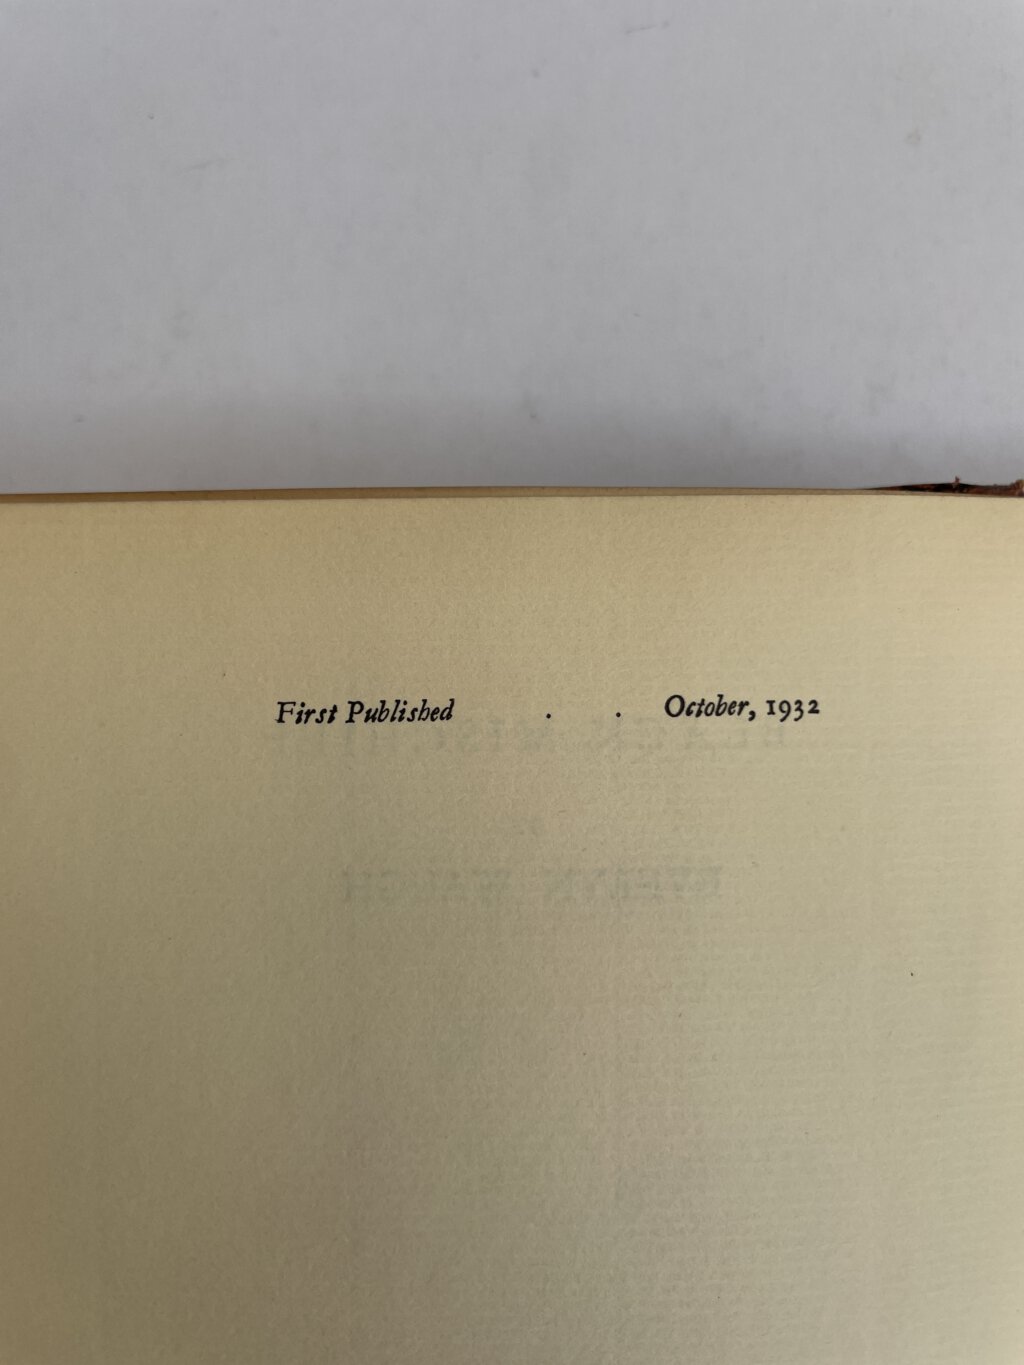 First Published . . October, 1932